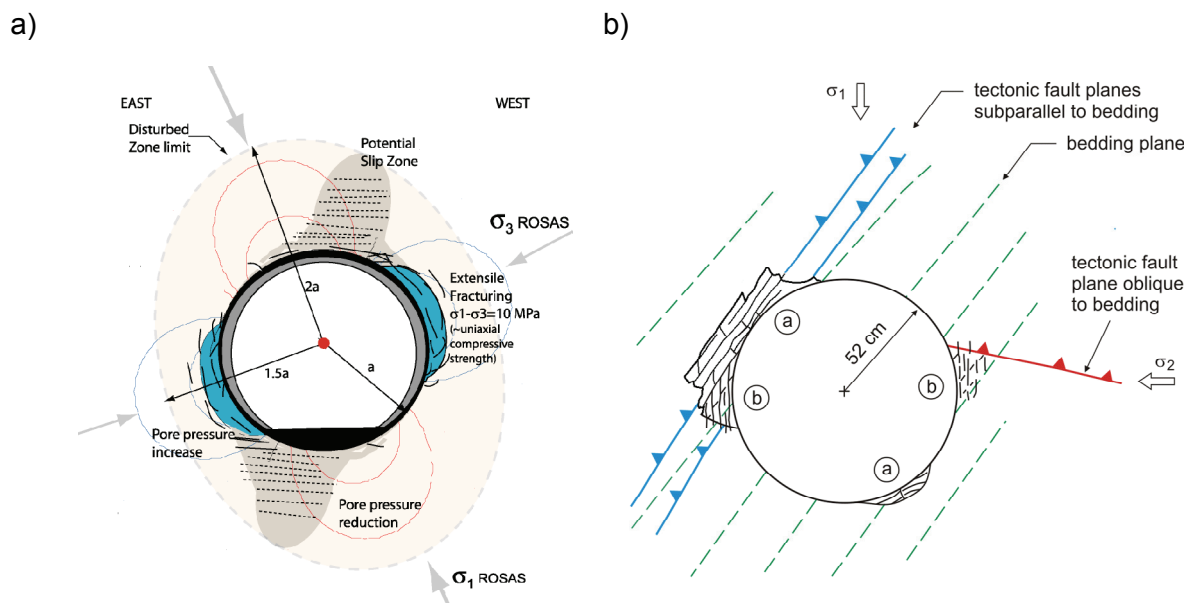 a)
b)
EAST
WEST
Disturbed
Zone limit
Potential
Slip Zone
σ3 ROSAS
Extensile
Fracturing
σ1-σ3=10 MPa
(~uniaxial
compressive
strength)
2a
1.5a
a
Pore pressure
increase
Pore pressure
reduction
σ1 ROSAS
σ1
tectonic fault planes
subparallel to bedding
bedding plane
tectonic fault
plane oblique
to bedding
σ2
52 cm
a
b
b
a